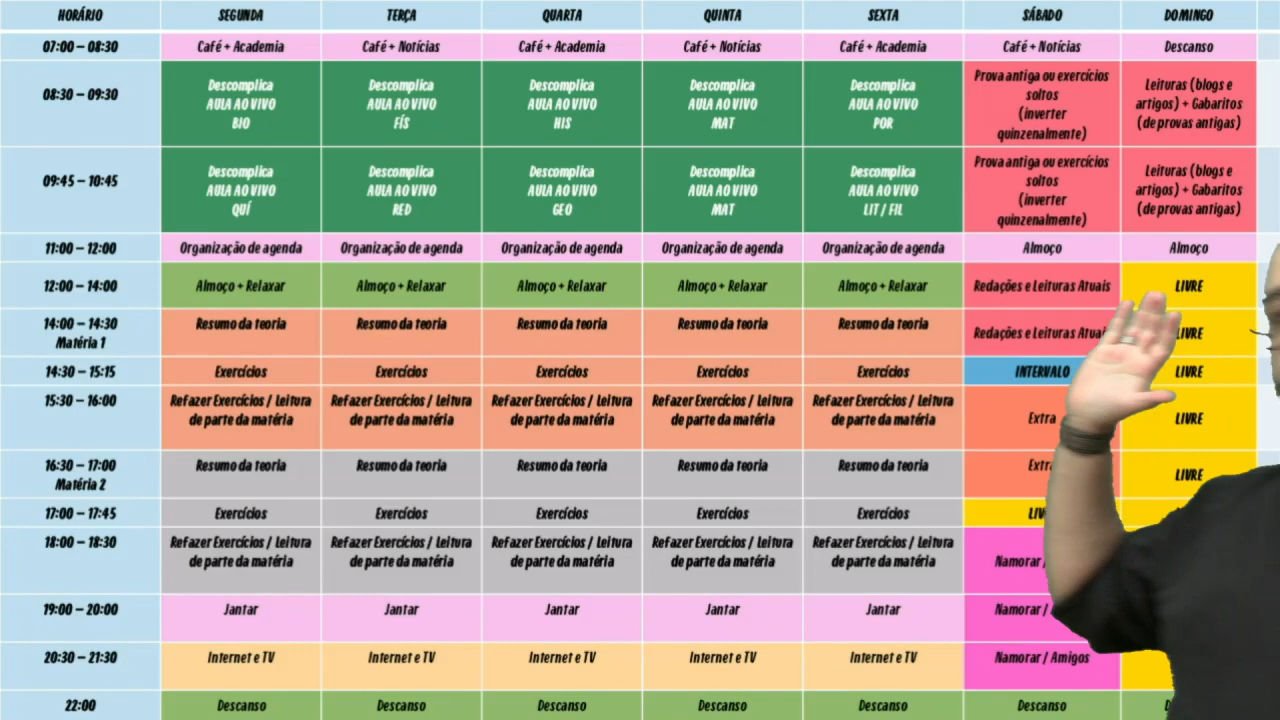 HORÁRIO SEGUNDA TERÇA QUARTA QUINTA SEXTA SÁBADO DOMINGO
07:00 – 08:30 Café + Academia Café + Notícias Café + Academia Café + Notícias Café + Academia Café + Notícias Descanso
08:30 – 09:30
Descomplica
AULA AO VIVO
BIO
Descomplica
AULA AO VIVO
FÍS
Descomplica
AULA AO VIVO
HIS
Descomplica
AULA AO VIVO
MAT
Descomplica
AULA AO VIVO
POR
Prova antiga ou exercícios
soltos
(inverter
quinzenalmente)
Leituras (blogs e
artigos) + Gabaritos
(de provas antigas)
09:45 – 10:45
Descomplica
AULA AO VIVO
QUÍ
Descomplica
AULA AO VIVO
RED
Descomplica
AULA AO VIVO
GEO
Descomplica
AULA AO VIVO
MAT
Descomplica
AULA AO VIVO
LIT / FIL
Prova antiga ou exercícios
soltos
(inverter
quinzenalmente)
Leituras (blogs e
artigos) + Gabaritos
(de provas antigas)
11:00 – 12:00 Organização de agenda Organização de agenda Organização de agenda Organização de agenda Organização de agenda Almoço Almoço
12:00 – 14:00 Almoço + Relaxar Almoço + Relaxar Almoço + Relaxar Almoço + Relaxar Almoço + Relaxar Redações e Leituras Atuais LIVRE
14:00 – 14:30
Matéria 1
Resumo da teoria Resumo da teoria Resumo da teoria Resumo da teoria Resumo da teoria Redações e Leituras
14:30 – 15:15 Exercícios Exercícios Exercícios Exercícios Exercícios INTERVALO LIVRE
15:30 – 16:00
Refazer Exercícios / Leitura
de parte da matéria
Refazer Exercícios / Leitura
de parte da matéria
Refazer Exercícios / Leitura
de parte da matéria
Refazer Exercícios / Leitura
de parte da matéria
Refazer Exercícios / Leitura
de parte da matéria
Extra
LIVRE
16:30 – 17:00
Matéria 2
Resumo da teoria Resumo da teoria Resumo da teoria Resumo da teoria Resumo da teoria LIVRE
17:00 – 17:45 Exercícios Exercícios Exercícios Exercícios Exercícios
18:00 – 18:30
Refazer Exercícios / Leitura
de parte da matéria
Refazer Exercícios / Leitura
de parte da matéria
Refazer Exercícios / Leitura
de parte da matéria
Refazer Exercícios / Leitura
de parte da matéria
Refazer Exercícios / Leitura
de parte da matéria
Namorar /
19:00 – 20:00 Jantar Jantar Jantar Jantar Jantar Namorar /
20:30 – 21:30 Internet e TV Internet e TV Internet e TV Internet e TV Internet e TV Namorar / Amigos
22:00 Descanso Descanso Descanso Descanso Descanso Descanso